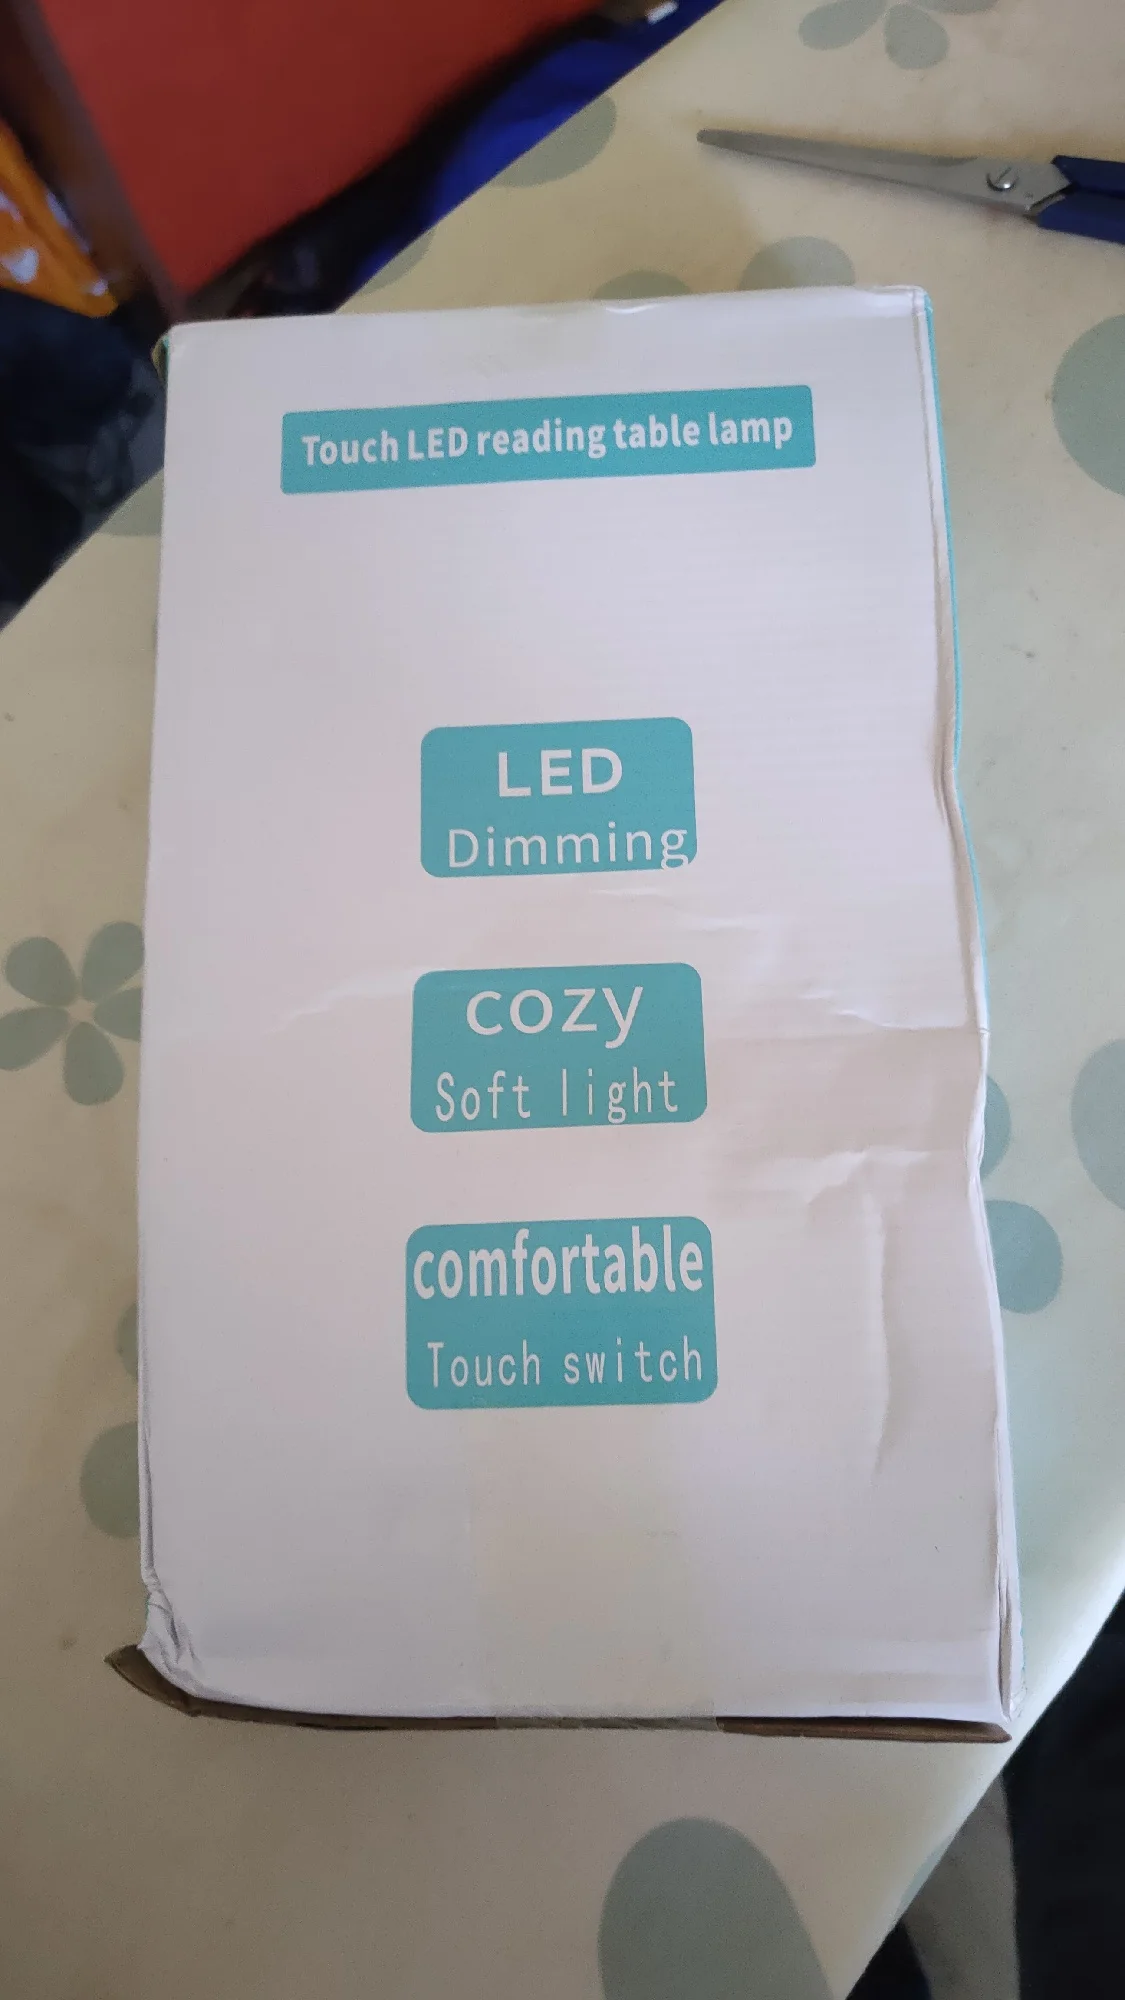 Touch LED reading table lamp
LED
Dimming
cozy
Soft light
comfortable
Touch switch